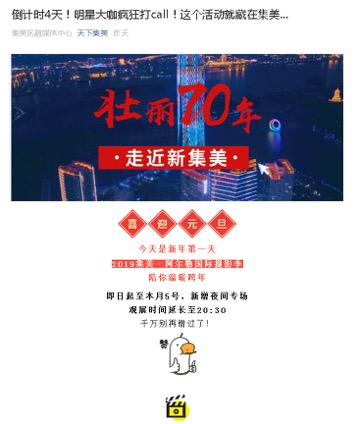 倒计时4天！明星大咖疯狂打call！这个活动就藏在集美...
集美区融媒体中心 天下集美 昨天
壮丽70年
·走近新集美·
喜迎元旦
今天是新年第一天
2019集美·阿尔勒国际摄影季
陪你温暖跨年
即日起至本月5号，新增夜间专场
观展时间延长至20:30
千万别再错过了！
赞